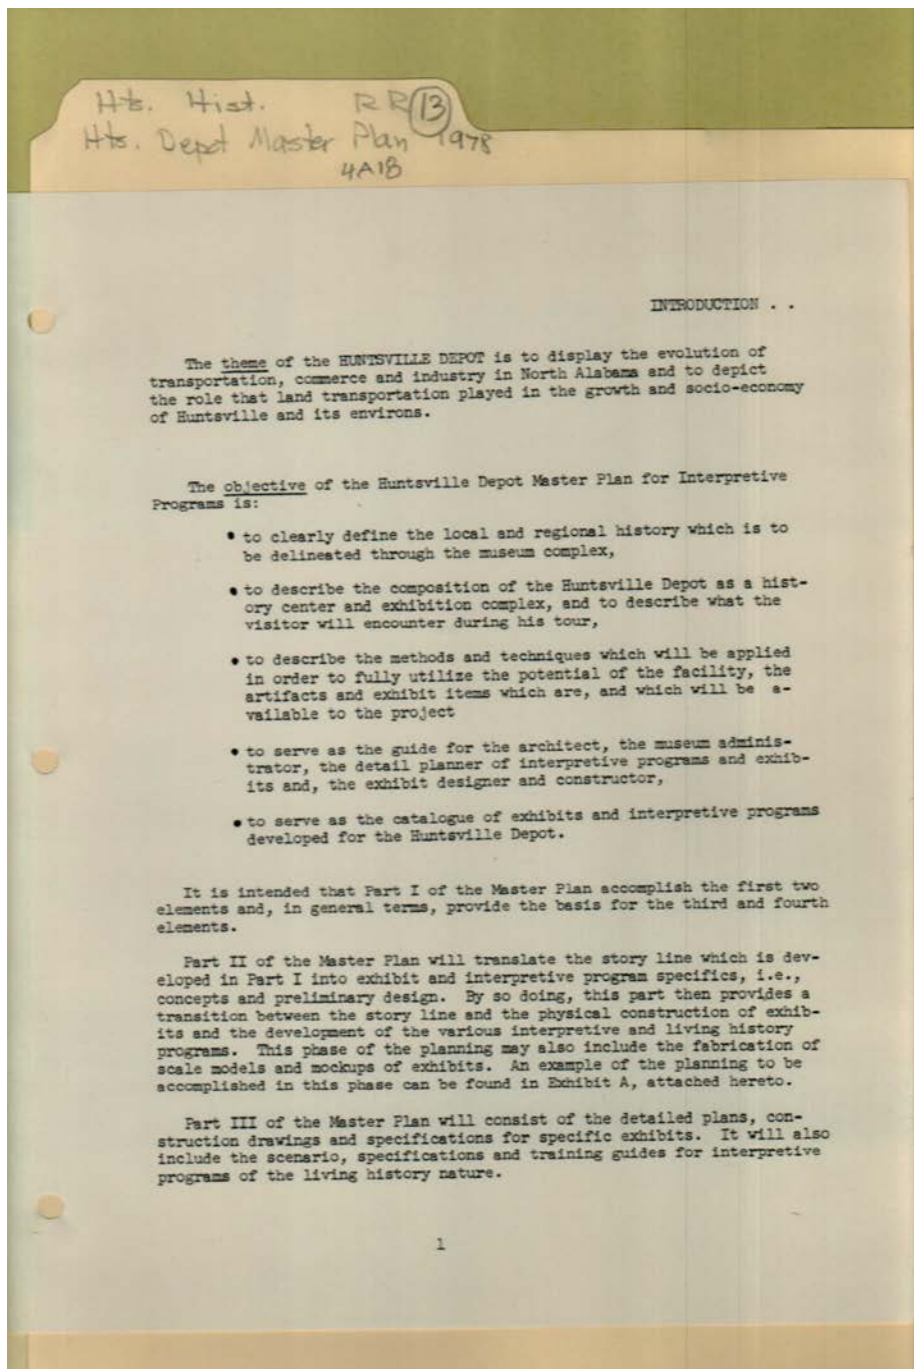 Hts. Hist. RR 13
Hts. Depot Master Plan 1978
4A1B
INTRODUCTION . .
The theme of the HUNTSVILLE DEPOT is to display the evolution of
transportation, commerce and industry in North Alabama and to depict
the role that land transportation played in the growth and socio-economy
of Huntsville and its environs.
The objective of the Huntsville Depot Master Plan for Interpretive
Programs is:
• to clearly define the local and regional history which is to
be delineated through the museum complex,
• to describe the composition of the Huntsville Depot as a hist-
ory center and exhibition complex, and to describe what the
visitor will encounter during his tour,
• to describe the methods and techniques which will be applied
in order to fully utilize the potential of the facility, the
artifacts and exhibit items which are, and which will be a-
vailable to the project
• to serve as the guide for the architect, the museum adminis-
trator, the detail planner of interpretive programs and exhib-
its and, the exhibit designer and constructor,
• to serve as the catalogue of exhibits and interpretive programs
developed for the Huntsville Depot.
It is intended that Part I of the Master Plan accomplish the first two
elements and, in general terms, provide the basis for the third and fourth
elements.
Part II of the Master Plan will translate the story line which is dev-
eloped in Part I into exhibit and interpretive program specifics, i.e.,
concepts and preliminary design. By so doing, this part then provides a
transition between the story line and the physical construction of exhib-
its and the development of the various interpretive and living history
programs. This phase of the planning may also include the fabrication of
scale models and mockups of exhibits. An example of the planning to be
accomplished in this phase can be found in Exhibit A, attached hereto.
Part III of the Master Plan will consist of the detailed plans, con-
struction drawings and specifications for specific exhibits. It will also
include the scenario, specifications and training guides for interpretive
programs of the living history nature.
1